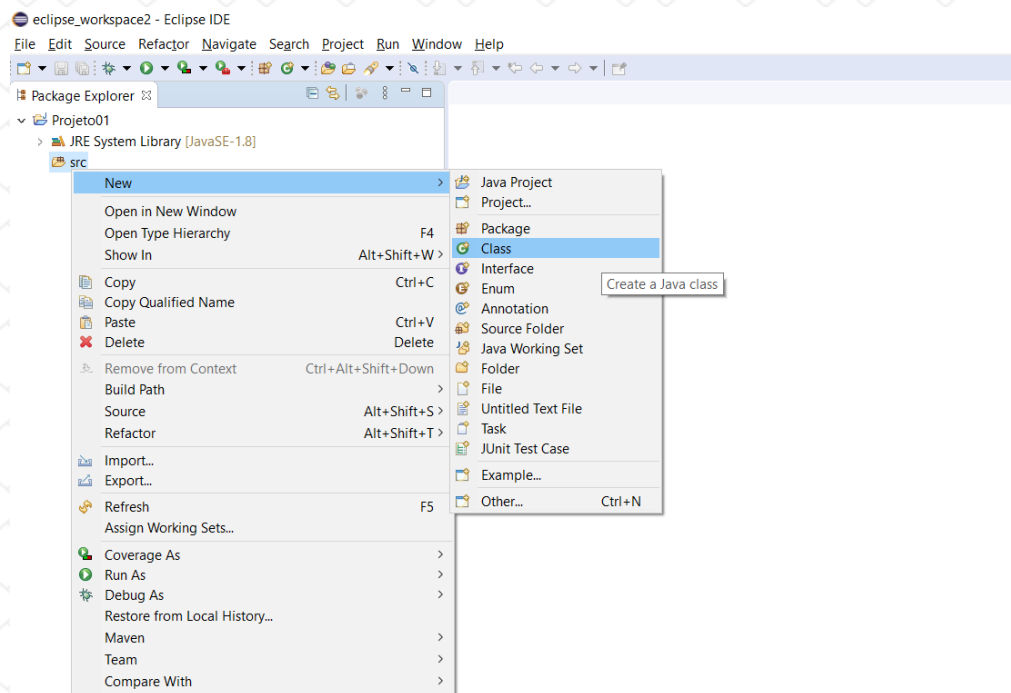 eclipse_workspace2 - Eclipse IDE
File Edit Source Refactor Navigate Search Project Run Window Help
Package Explorer
Projeto01
JRE System Library [JavaSE-1.8]
src
New
Open in New Window
Open Type Hierarchy F4
Show In Alt+Shift+W
Copy Ctrl+C
Copy Qualified Name
Paste Ctrl+V
Delete Delete
Remove from Context Ctrl+Alt+Shift+Down
Build Path
Source Alt+Shift+S
Refactor Alt+Shift+T
Import...
Export...
Refresh F5
Assign Working Sets...
Coverage As
Run As
Debug As
Restore from Local History...
Maven
Team
Compare With
Java Project
Project...
Package
Class
Interface
Enum
Annotation
Source Folder
Java Working Set
Folder
File
Untitled Text File
Task
JUnit Test Case
Example...
Other... Ctrl+N
Create a Java class